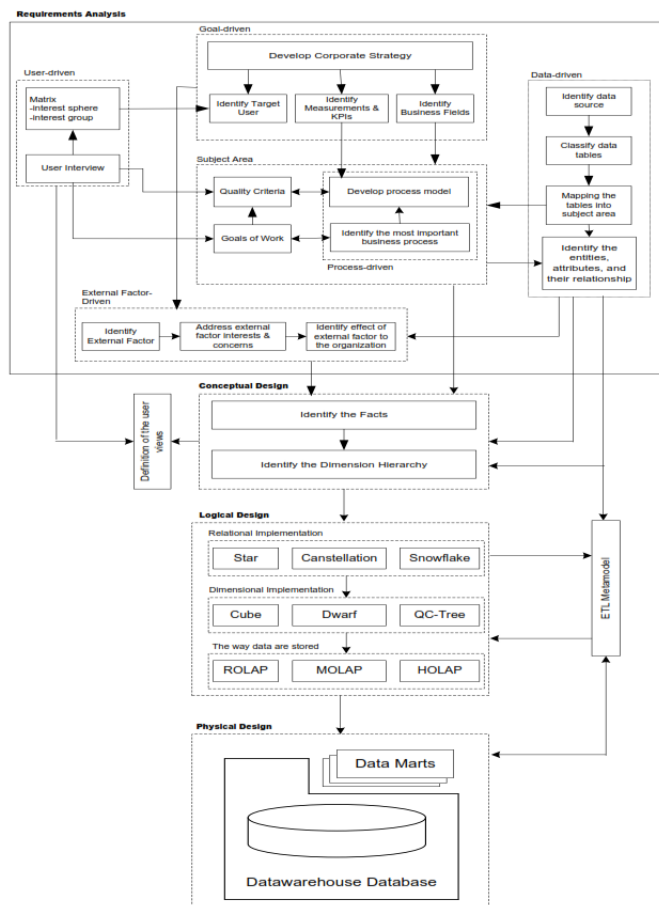 Requirements Analysis
Goal-driven
Develop Corporate Strategy
Identify Target
User
Identify
Measurements &
KPIs
Identify
Business Fields
User-driven
Matrix
-interest sphere
-interest group
User Interview
Data-driven
Identify data
source
Classify data
tables
Mapping the
tables into
subject area
Identify the
entities,
attributes, and
their relationship
Subject Area
Quality Criteria
Develop process model
Goals of Work
Identify the most important
business process
Process-driven
External Factor-
Driven
Identify
External Factor
Address external
factor interests &
concerns
Identify effect of
external factor to
the organization
Conceptual Design
Identify the Facts
Identify the Dimension Hierarchy
Definition of the user
views
Logical Design
Relational Implementation
Star
Canstellation
Snowflake
Dimensional Implementation
Cube
Dwarf
QC-Tree
The way data are stored
ROLAP
MOLAP
HOLAP
ETL Metamodel
Physical Design
Data Marts
Datawarehouse Database